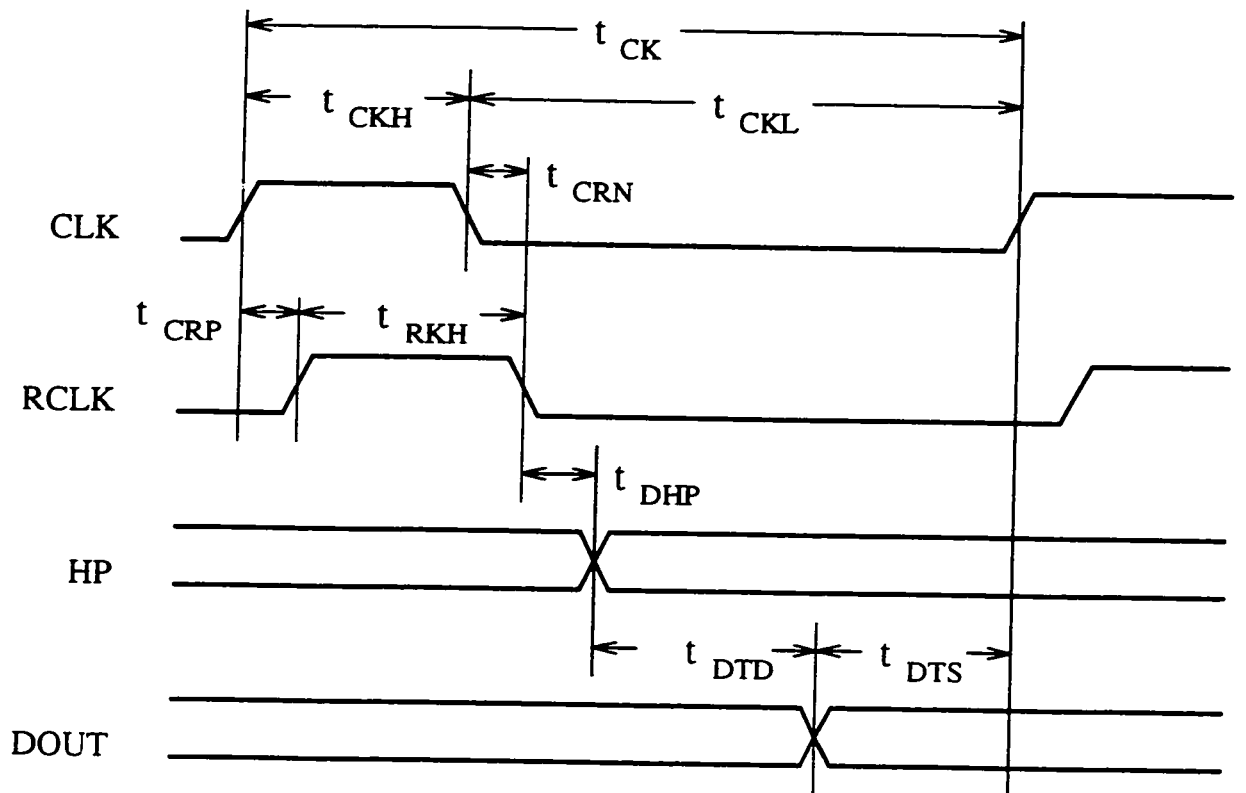 t CK
t CKH
t CKL
t CRN
CLK
t CRP
t RKH
RCLK
t DHP
HP
t DTD
t DTS
DOUT